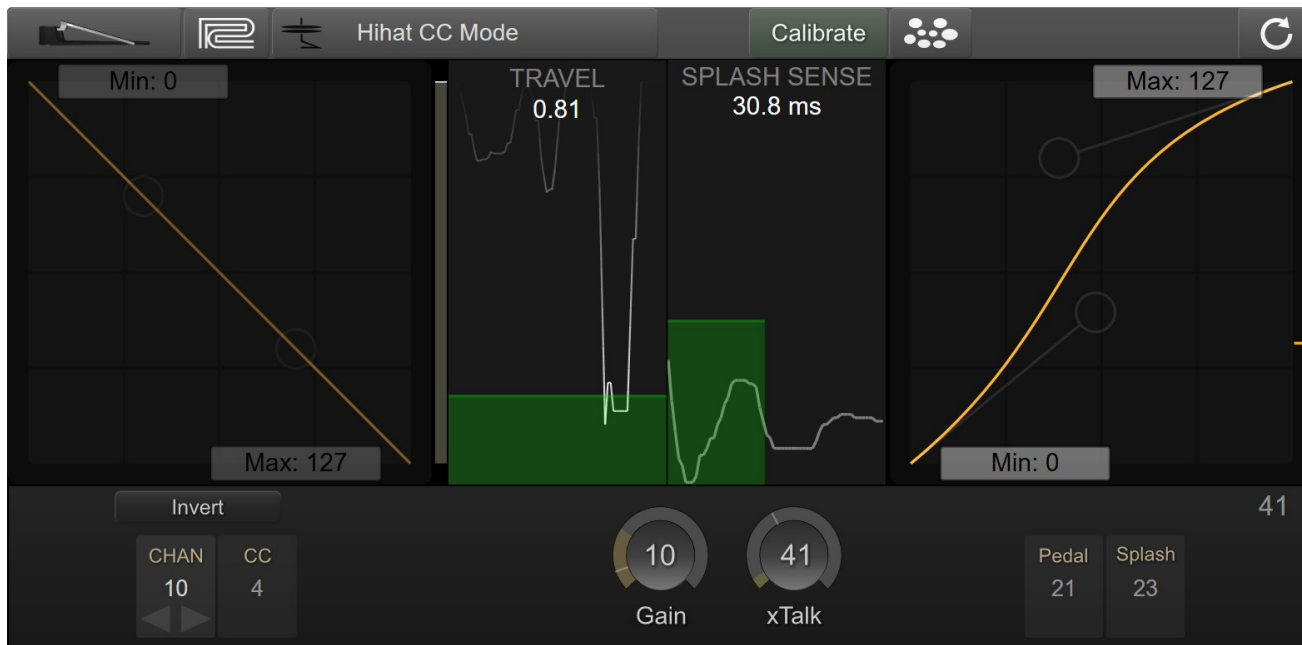 Hihat CC Mode
Calibrate
Min: 0
TRAVEL
0.81
SPLASH SENSE
30.8 ms
Max: 127
Max: 127
Min: 0
Invert
41
CHAN
10
CC
4
10
Gain
41
xTalk
Pedal
21
Splash
23